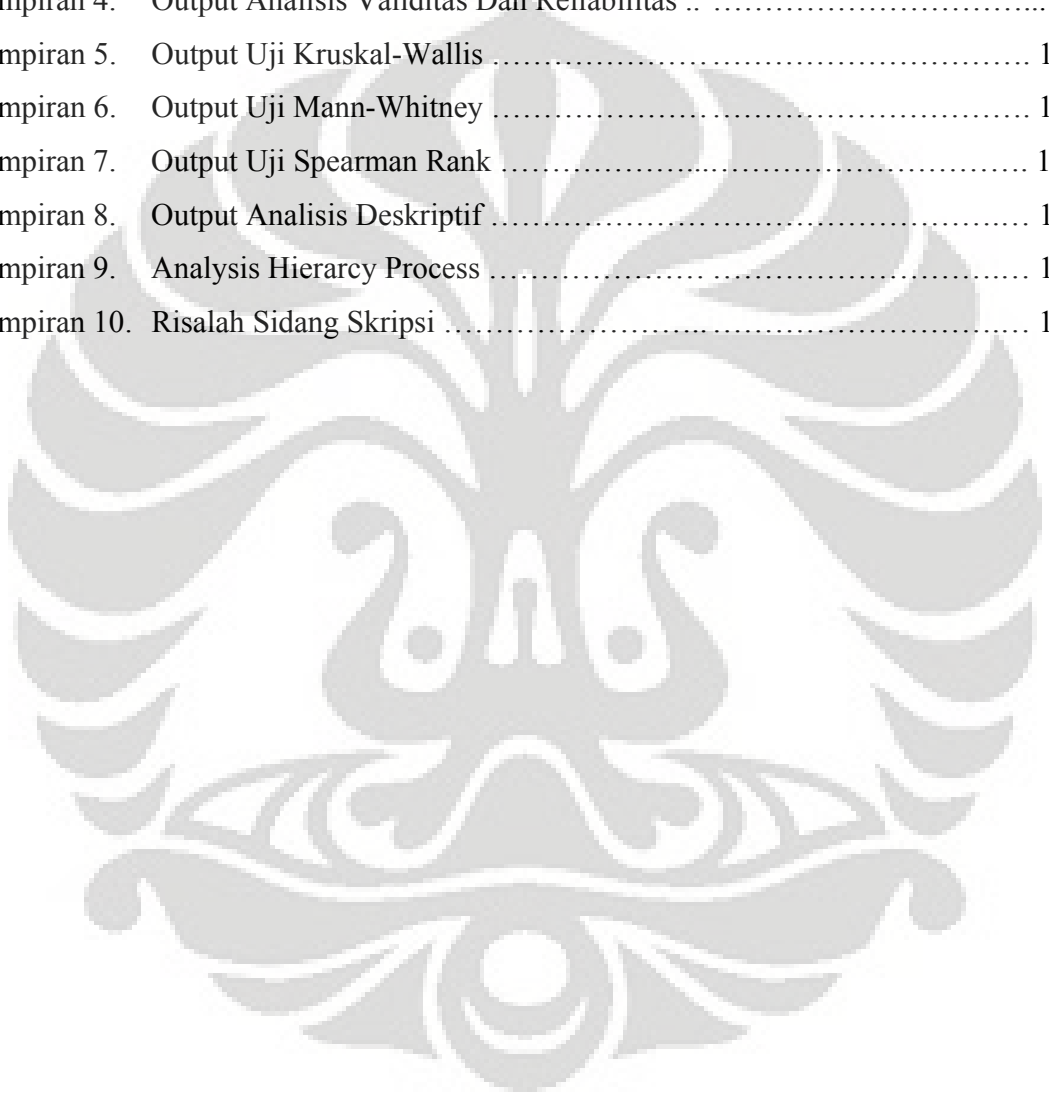 mpiran 4. Output Analisis Validitas Dan Reliabilitas .. ……………………………...
mpiran 5. Output Uji Kruskal-Wallis …………………………………………………… 1
mpiran 6. Output Uji Mann-Whitney …………………………………………………… 1
mpiran 7. Output Uji Spearman Rank …………………...……………………………. 1
mpiran 8. Output Analisis Deskriptif …………………………………………………… 1
mpiran 9. Analysis Hierarcy Process …………………… ……………………………… 1
mpiran 10. Risalah Sidang Skripsi ……………………... ……………………………… 1